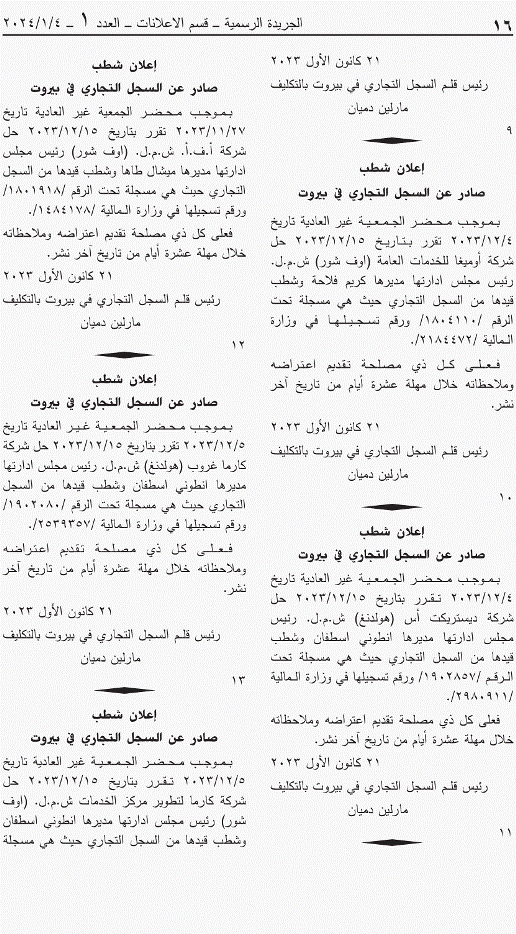 ١٦
الجريدة الرسمية ـ قسم الاعلانات ـ العدد ١ ـ ٢٠٢٤/١/٤
٢١ كانون الأول ٢٠٢٣
رئيس قلم السجل التجاري في بيروت بالتكليف
مارلين دميان
٩
إعلان شطب
صادر عن السجل التجاري في بيروت
بموجب محضر الجمعية غير العادية تاريخ
٢٠٢٣/١٢/٤ تقرر بتاريخ ٢٠٢٣/١٢/١٥ حل
شركة أوميغا للخدمات العامة (اوف شور) ش.م.ل.
رئيس مجلس ادارتها مديرها كريم فلاحة وشطب
قيدها من السجل التجاري حيث هي مسجلة تحت
الرقم /١٨٠٤١١٠/ ورقم تسجيلها في وزارة
المالية /٢١٨٤٤٧٢/.
فعلى كل ذي مصلحة تقديم اعتراضه
وملاحظاته خلال مهلة عشرة أيام من تاريخ آخر
نشر.
٢١ كانون الأول ٢٠٢٣
رئيس قلم السجل التجاري في بيروت بالتكليف
مارلين دميان
١٠
إعلان شطب
صادر عن السجل التجاري في بيروت
بموجب محضر الجمعية غير العادية تاريخ
٢٠٢٣/١٢/٤ تقرر بتاريخ ٢٠٢٣/١٢/١٥ حل
شركة ديستريكت أس (هولدنغ) ش.م.ل. رئيس
مجلس ادارتها مديرها انطوني اسطفان وشطب
قيدها من السجل التجاري حيث هي مسجلة تحت
الرقم /١٩٠٢٨٥٧/ ورقم تسجيلها في وزارة المالية
/٢٩٨٠٩١١/.
فعلى كل ذي مصلحة تقديم اعتراضه وملاحظاته
خلال مهلة عشرة أيام من تاريخ آخر نشر.
٢١ كانون الأول ٢٠٢٣
رئيس قلم السجل التجاري في بيروت بالتكليف
مارلين دميان
١١
إعلان شطب
صادر عن السجل التجاري في بيروت
بموجب محضر الجمعية غير العادية تاريخ
٢٠٢٣/١١/٢٧ تقرر بتاريخ ٢٠٢٣/١٢/١٥ حل
شركة أ.ف.أ. ش.م.ل. (اوف شور) رئيس مجلس
ادارتها مديرها ميشال طاها وشطب قيدها من السجل
التجاري حيث هي مسجلة تحت الرقم /١٨٠١٩١٨/
ورقم تسجيلها في وزارة المالية /١٤٨٤١٧٨/.
فعلى كل ذي مصلحة تقديم اعتراضه وملاحظاته
خلال مهلة عشرة أيام من تاريخ آخر نشر.
٢١ كانون الأول ٢٠٢٣
رئيس قلم السجل التجاري في بيروت بالتكليف
مارلين دميان
١٢
إعلان شطب
صادر عن السجل التجاري في بيروت
بموجب محضر الجمعية غير العادية تاريخ
٢٠٢٣/١٢/٥ تقرر بتاريخ ٢٠٢٣/١٢/١٥ حل شركة
كارما غروب (هولدنغ) ش.م.ل. رئيس مجلس ادارتها
مديرها انطوني اسطفان وشطب قيدها من السجل
التجاري حيث هي مسجلة تحت الرقم /١٩٠٢٠٨٠/
ورقم تسجيلها في وزارة المالية /٢٥٣٩٣٥٧/.
فعلى كل ذي مصلحة تقديم اعتراضه
وملاحظاته خلال مهلة عشرة أيام من تاريخ آخر
نشر.
٢١ كانون الأول ٢٠٢٣
رئيس قلم السجل التجاري في بيروت بالتكليف
مارلين دميان
١٣
إعلان شطب
صادر عن السجل التجاري في بيروت
بموجب محضر الجمعية غير العادية تاريخ
٢٠٢٣/١٢/٥ تقرر بتاريخ ٢٠٢٣/١٢/١٥ حل
شركة كارما لتطوير مركز الخدمات ش.م.ل. (اوف
شور) رئيس مجلس ادارتها مديرها انطوني اسطفان
وشطب قيدها من السجل التجاري حيث هي مسجلة